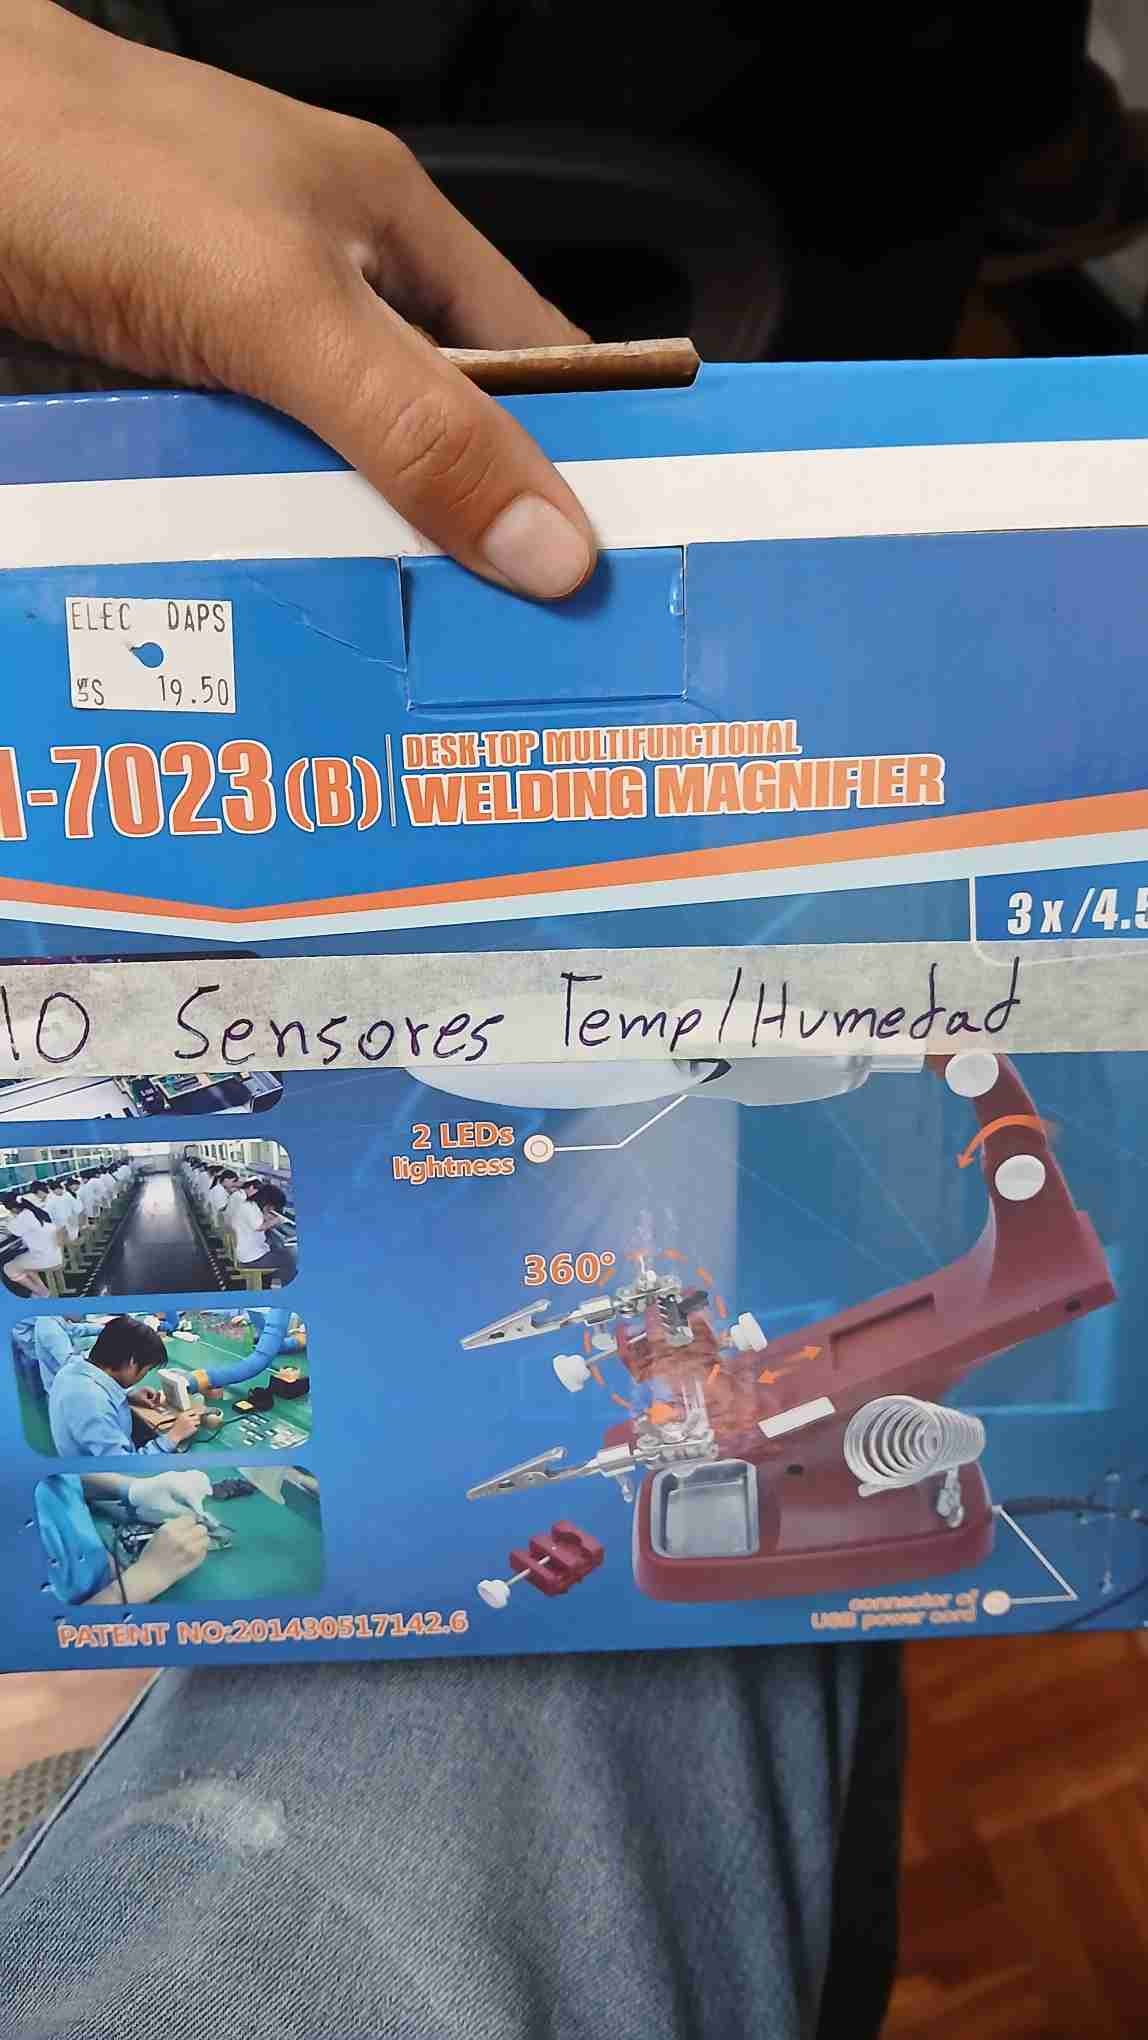 ELEC DAPS
US 19.50
-7023(B)
DESK-TOP MULTIFUNCTIONAL
WELDING MAGNIFIER
3x/4.5
10 Sensores Temp/Humedad
2 LEDs
lightness
360°
connector of
USB power cord
PATENT NO:201430517142.6